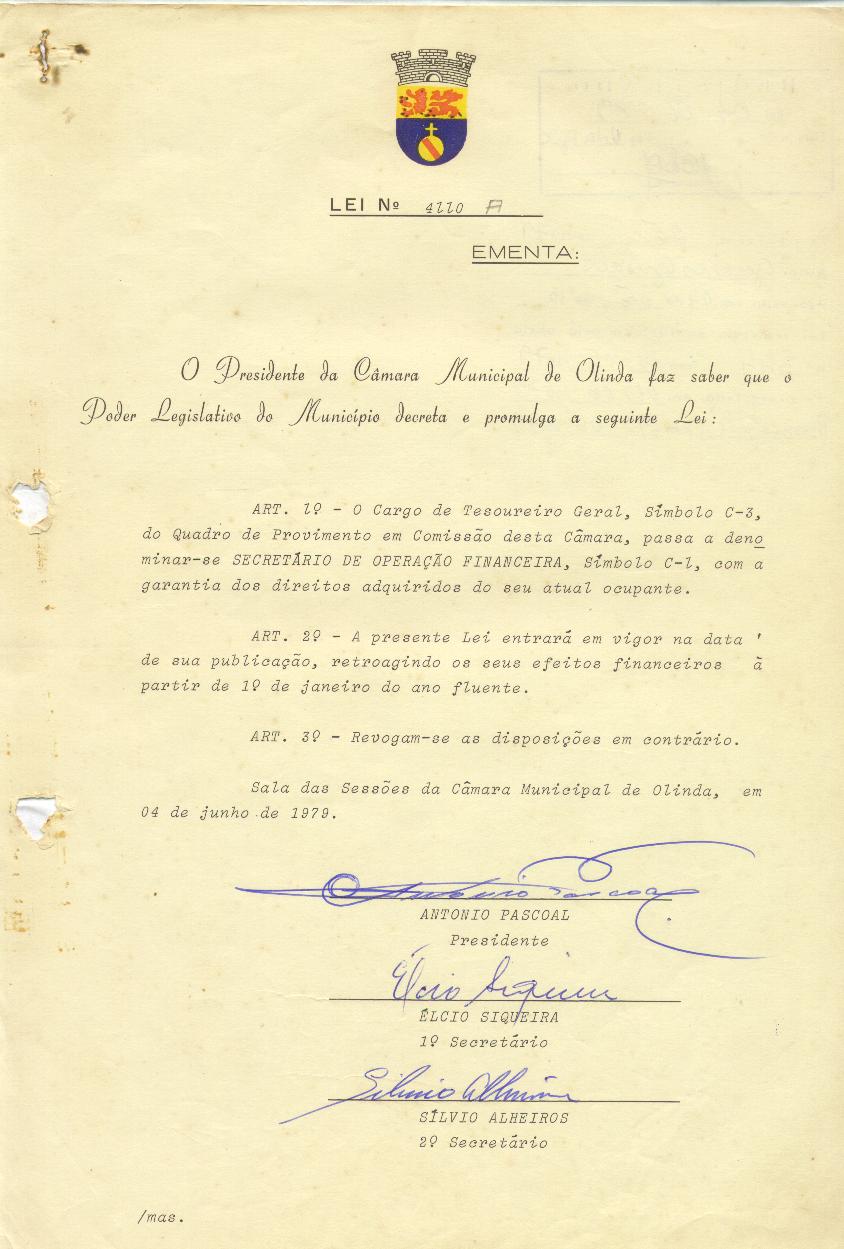 LEI Nº 4110 A
EMENTA:
O Presidente da Câmara Municipal de Olinda faz saber que o
Poder Legislativo do Município decreta e promulga a seguinte Lei:
ART. 1º - O Cargo de Tesoureiro Geral, Símbolo C-3,
do Quadro de Provimento em Comissão desta Câmara, passa a deno
minar-se SECRETÁRIO DE OPERAÇÃO FINANCEIRA, Símbolo C-1, com a
garantia dos direitos adquiridos do seu atual ocupante.
ART. 2º - A presente Lei entrará em vigor na data '
de sua publicação, retroagindo os seus efeitos financeiros à
partir de 1º de janeiro do ano fluente.
ART. 3º - Revogam-se as disposições em contrário.
Sala das Sessões da Câmara Municipal de Olinda, em
04 de junho de 1979.
Antonio Pascoal
ANTONIO PASCOAL
Presidente
Élcio Siqueira
ÉLCIO SIQUEIRA
1º Secretário
Silvio Alheiros
SÍLVIO ALHEIROS
2º Secretário
/mas.